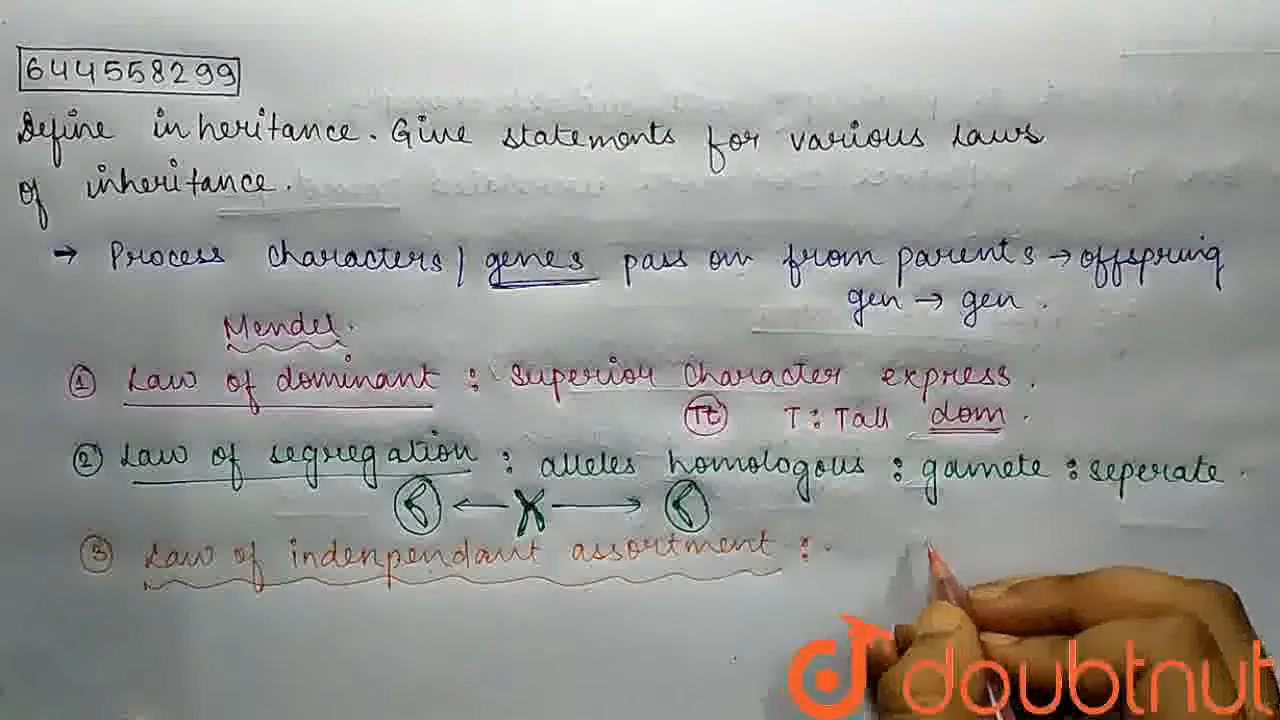 644558299
Define inheritance. Give statements for various Laws
of inheritance.
→ Process characters/genes pass on from parents → offspring
gen → gen.
Mendel.
① Law of dominant : Superior character express.
Tt T : Tall dom.
② Law of segregation : alleles homologous : gamete : seperate.
③ Law of indenpendant assortment :
doubtnut